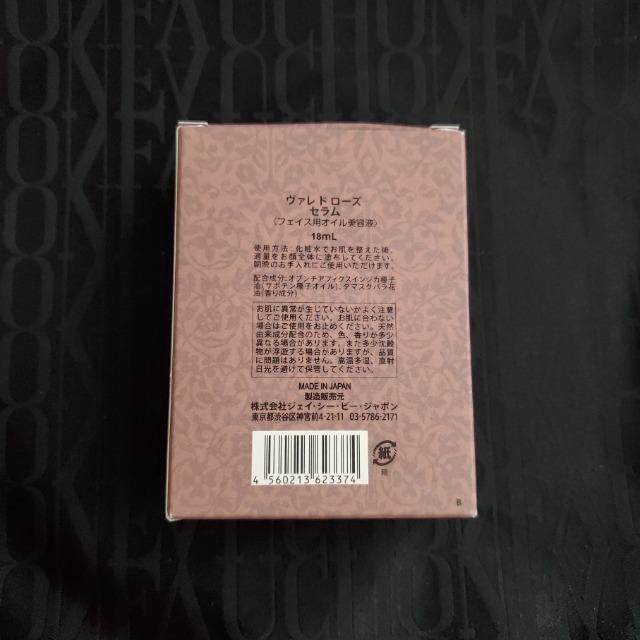 ヴァレ ド ローズ
セラム
〈フェイス用オイル美容液〉
18mL
使用方法：化粧水でお肌を整えた後、
適量をお顔全体に塗布してください。
朝晩のお手入れにご使用いただけます。
配合成分:オプンチアフィクスインジカ種子
油(サボテン種子オイル)、ダマスクバラ花
油(香り成分)
お肌に異常が生じていないかよく注意
してご使用ください。お肌に合わない
場合はご使用をお止めください。天然
由来成分配合のため、色、香りが多少
異なる場合があります。また多少沈殿
物が浮遊する場合がありますが、品質
に問題はありません。高温多湿、直射
日光を避けて保管してください。
MADE IN JAPAN
製造販売元
株式会社ジェイ・シー・ビー・ジャポン
東京都渋谷区神宮前4-21-11 03-5786-2171
4 560213 623374
紙
箱
B